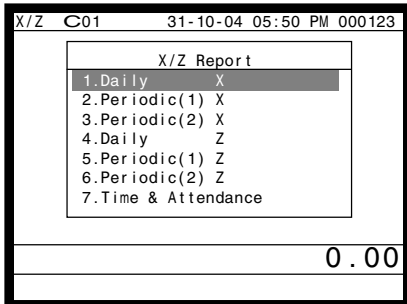 X/Z C01 31-10-04 05:50 PM 000123
X/Z Report
1.Daily X
2.Periodic(1) X
3.Periodic(2) X
4.Daily Z
5.Periodic(1) Z
6.Periodic(2) Z
7.Time & Attendance
0.00